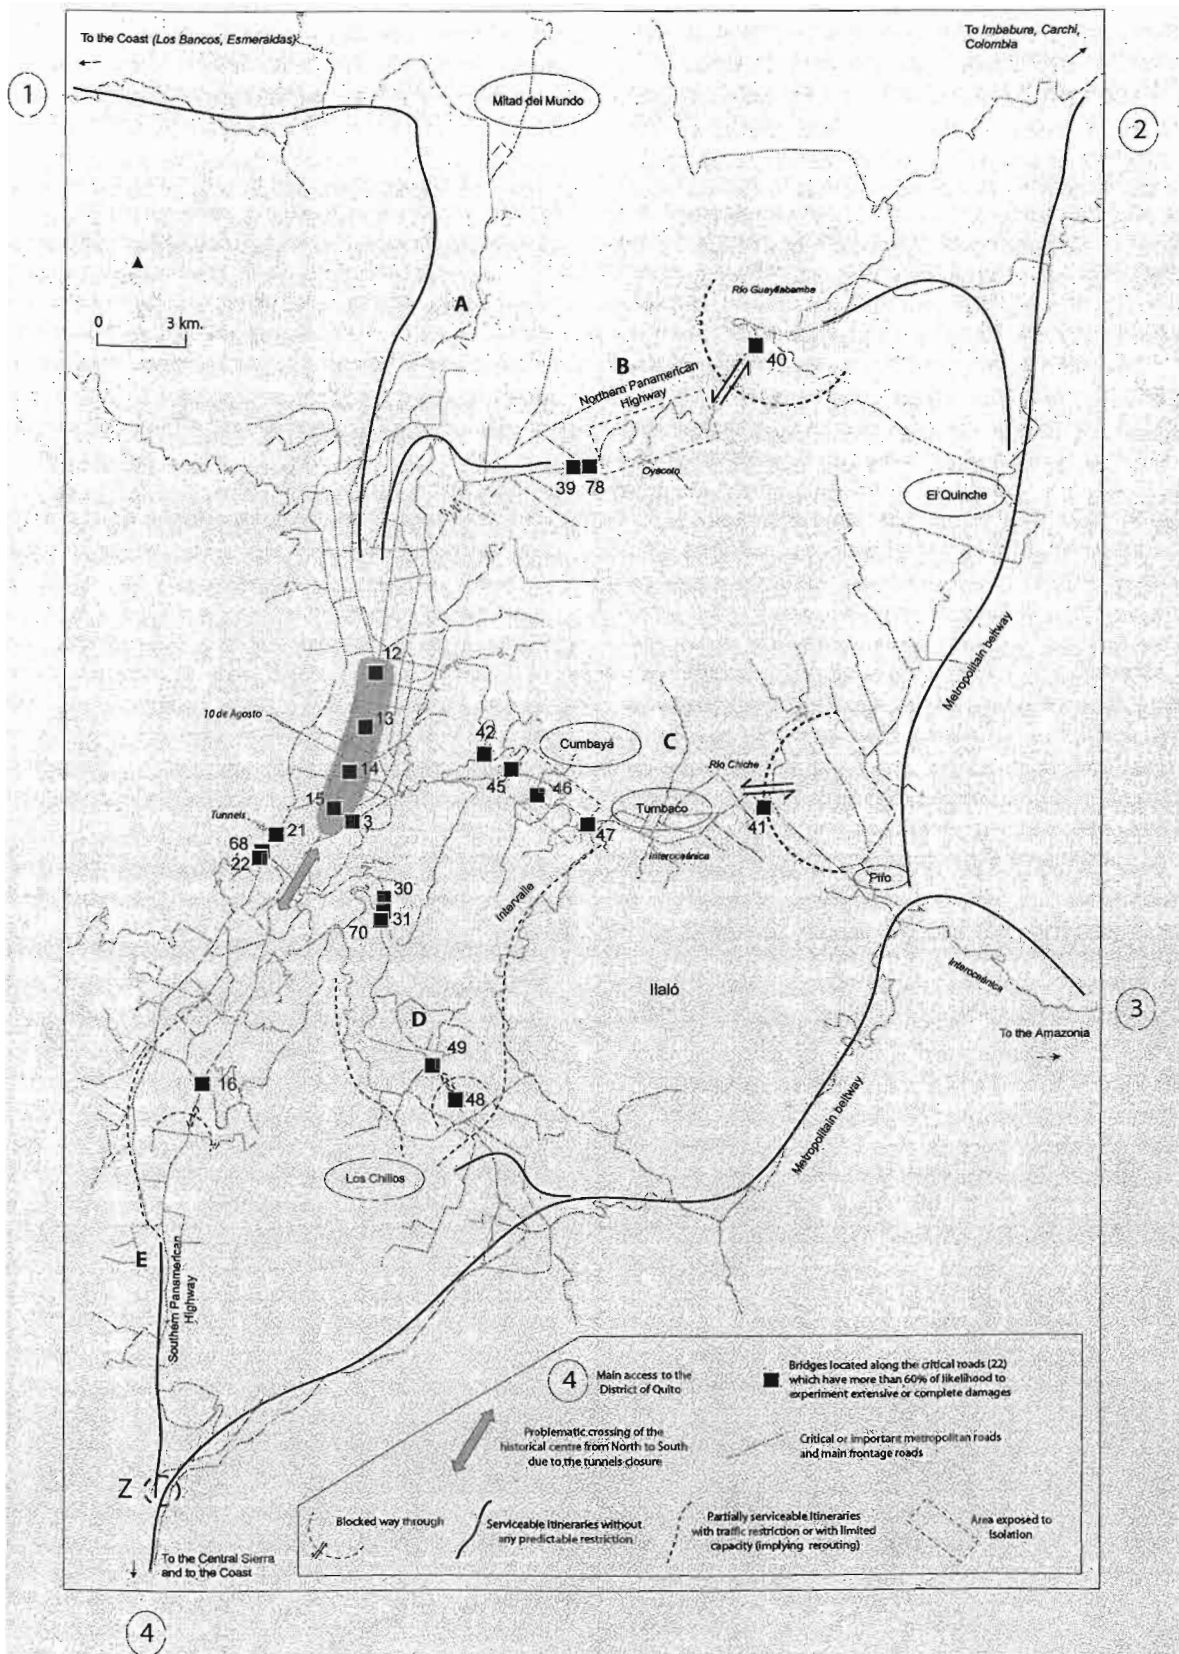 To the Coast (Los Bancos, Esmeraldas)
To Imbabura, Carchi,
Colombia
1
Mitad del Mundo
2
A
Río Guayllabamba
0 3 km.
40
B
Northern Panamerican
Highway
39 78
Oyacoto
El Quinche
12
10 de Agosto
13
Metropolitain beltway
42
Cumbayá
C
14
45
46
Río Chiche
15
3
Tumbaco
Tunnels
21
47
41
68
22
Interoceánica
Pifo
30
31
70
Intervalle
Ilaló
Interoceánica
3
D
To the Amazonia
49
16
48
Metropolitain beltway
Los Chillos
E
Southern Panamerican
Highway
4
Main access to the
District of Quito
Bridges located along the critical roads (22)
which have more than 60% of likelihood to
experiment extensive or complete damages
Problematic crossing of the
historical centre from North to South
due to the tunnels closure
Critical or important metropolitan roads
and main frontage roads
Z
Blocked way through
Serviceable itineraries without
any predictable restriction
Partially serviceable itineraries
with traffic restriction or with limited
capacity (implying rerouting)
Area exposed to
isolation
To the Central Sierra
and to the Coast
4